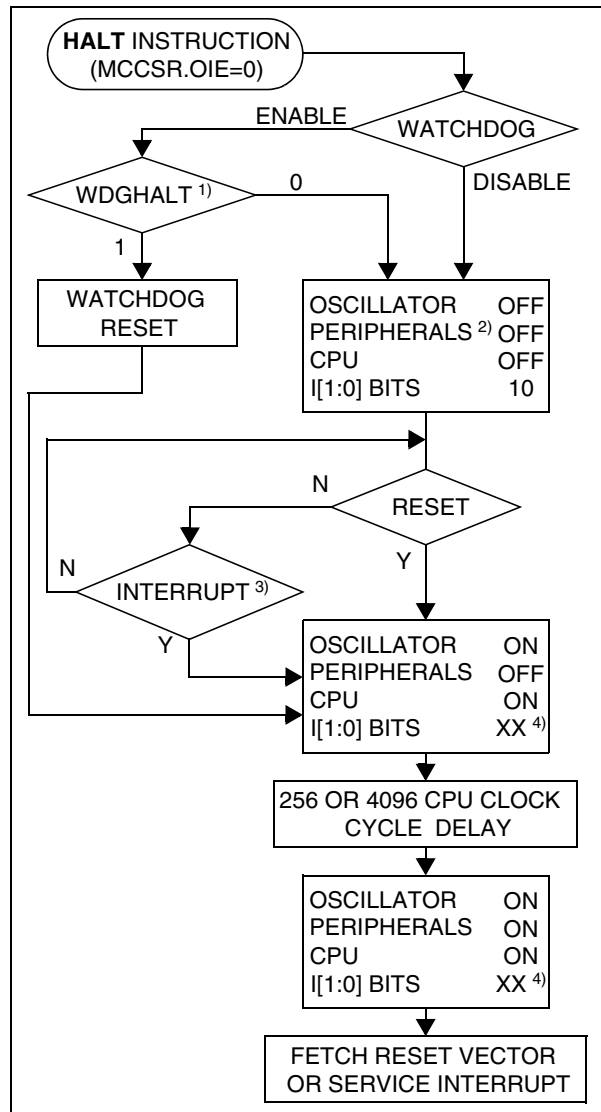 HALT INSTRUCTION
(MCCSR.OIE=0)
ENABLE
WATCHDOG
WDGHALT 1)
0
DISABLE
1
WATCHDOG
RESET
OSCILLATOR OFF
PERIPHERALS 2) OFF
CPU OFF
I[1:0] BITS 10
N
RESET
N
Y
INTERRUPT 3)
Y
OSCILLATOR ON
PERIPHERALS OFF
CPU ON
I[1:0] BITS XX 4)
256 OR 4096 CPU CLOCK
CYCLE DELAY
OSCILLATOR ON
PERIPHERALS ON
CPU ON
I[1:0] BITS XX 4)
FETCH RESET VECTOR
OR SERVICE INTERRUPT